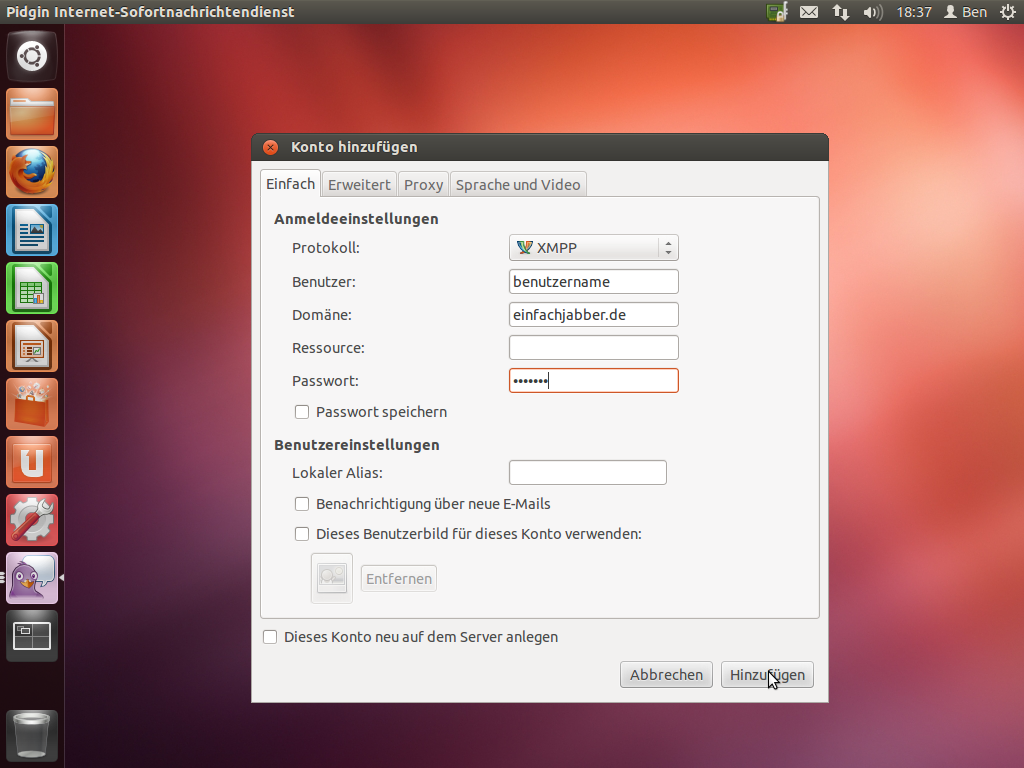 Pidgin Internet-Sofortnachrichtendienst 18:37 Ben
Konto hinzufügen
Einfach Erweitert Proxy Sprache und Video
Anmeldeeinstellungen
Protokoll: XMPP
Benutzer: benutzername
Domäne: einfachjabber.de
Ressource:
Passwort: •••••••
Passwort speichern
Benutzereinstellungen
Lokaler Alias:
Benachrichtigung über neue E-Mails
Dieses Benutzerbild für dieses Konto verwenden:
Entfernen
Dieses Konto neu auf dem Server anlegen
Abbrechen Hinzufügen